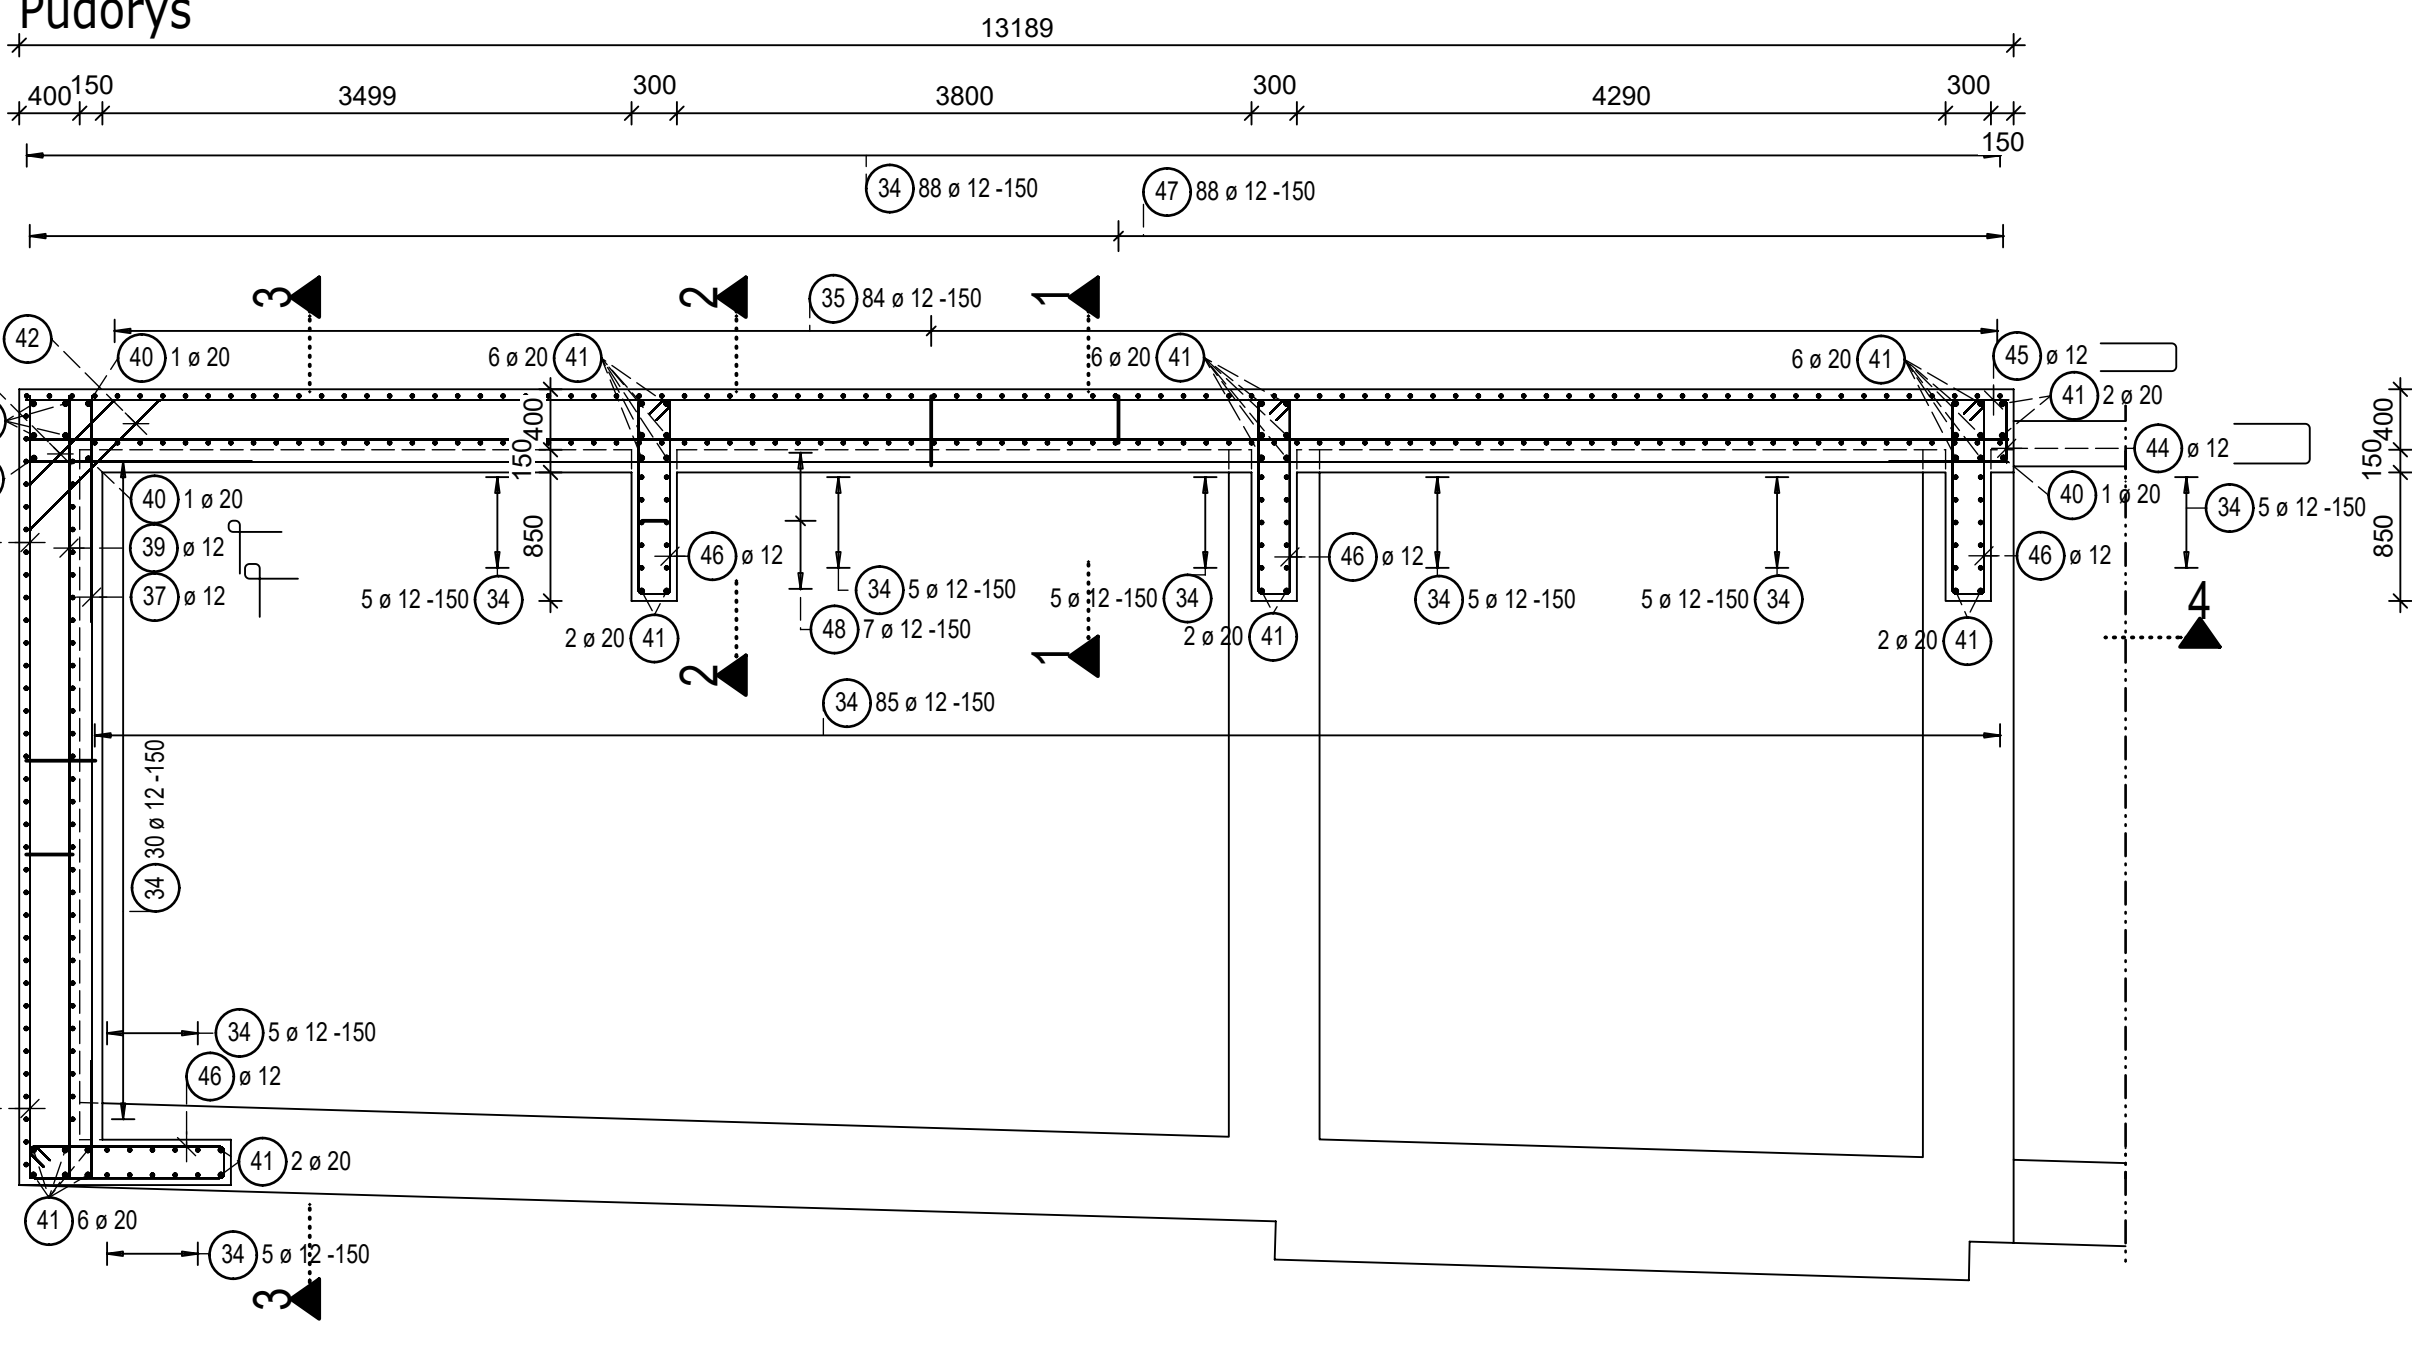 Půdorys
13189
400
150
3499
300
3800
300
4290
300
150
34 88 ø 12 -150
47 88 ø 12 -150
3
2
1
35 84 ø 12 -150
42
40 1 ø 20
6 ø 20 41
6 ø 20 41
6 ø 20 41
45 ø 12
41 2 ø 20
400
150
850
44 ø 12
400
150
850
40 1 ø 20
40 1 ø 20
34 5 ø 12 -150
39 ø 12
46 ø 12
46 ø 12
46 ø 12
37 ø 12
5 ø 12 -150 34
34 5 ø 12 -150
5 ø 12 -150 34
34 5 ø 12 -150
5 ø 12 -150 34
4
48 7 ø 12 -150
2 ø 20 41
2 ø 20 41
2 ø 20 41
2
1
34 85 ø 12 -150
34 30 ø 12 -150
34 5 ø 12 -150
46 ø 12
41 2 ø 20
41 6 ø 20
34 5 ø 12 -150
3